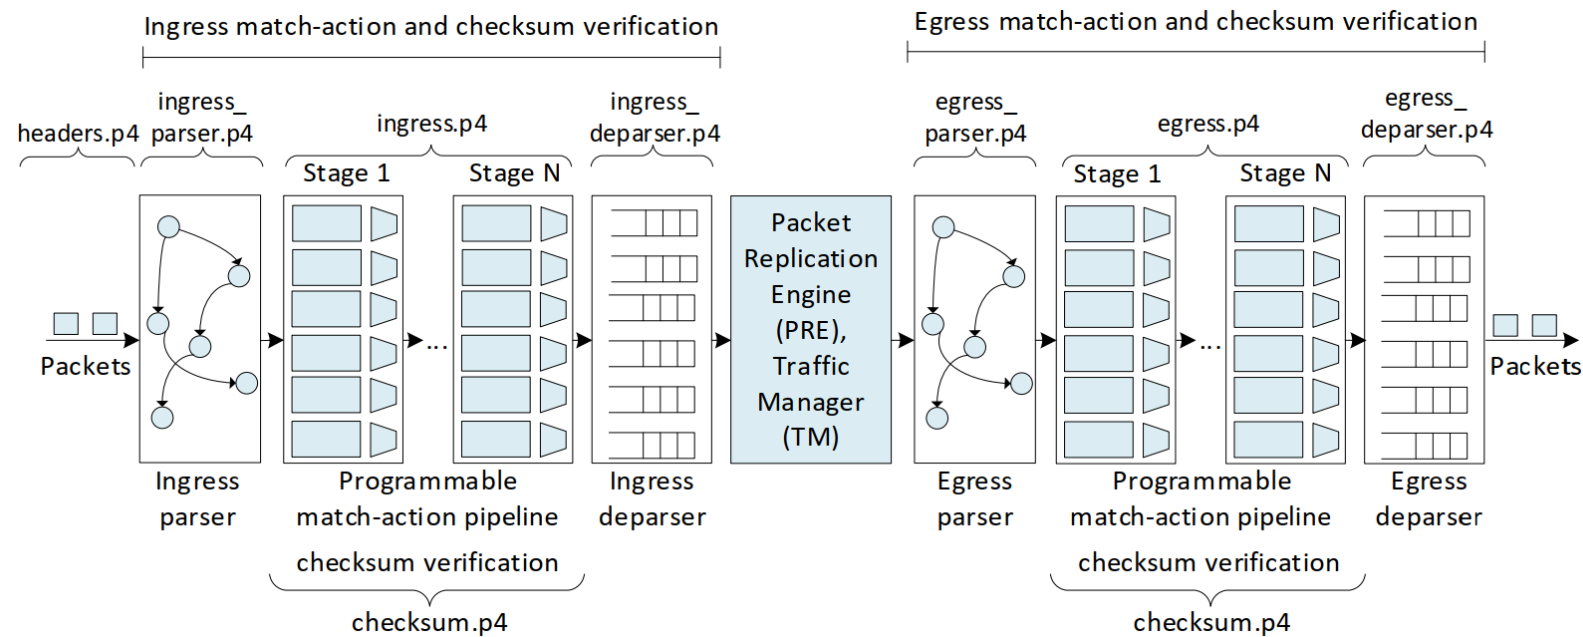 Ingress match-action and checksum verification
Egress match-action and checksum verification
headers.p4
ingress_
parser.p4
ingress.p4
ingress_
deparser.p4
egress_
parser.p4
egress.p4
egress_
deparser.p4
Stage 1
Stage N
Stage 1
Stage N
Packets
...
Packet
Replication
Engine
(PRE),
Traffic
Manager
(TM)
...
Packets
Ingress
parser
Programmable
match-action pipeline
Ingress
deparser
Egress
parser
Programmable
match-action pipeline
Egress
deparser
checksum verification
checksum.p4
checksum verification
checksum.p4